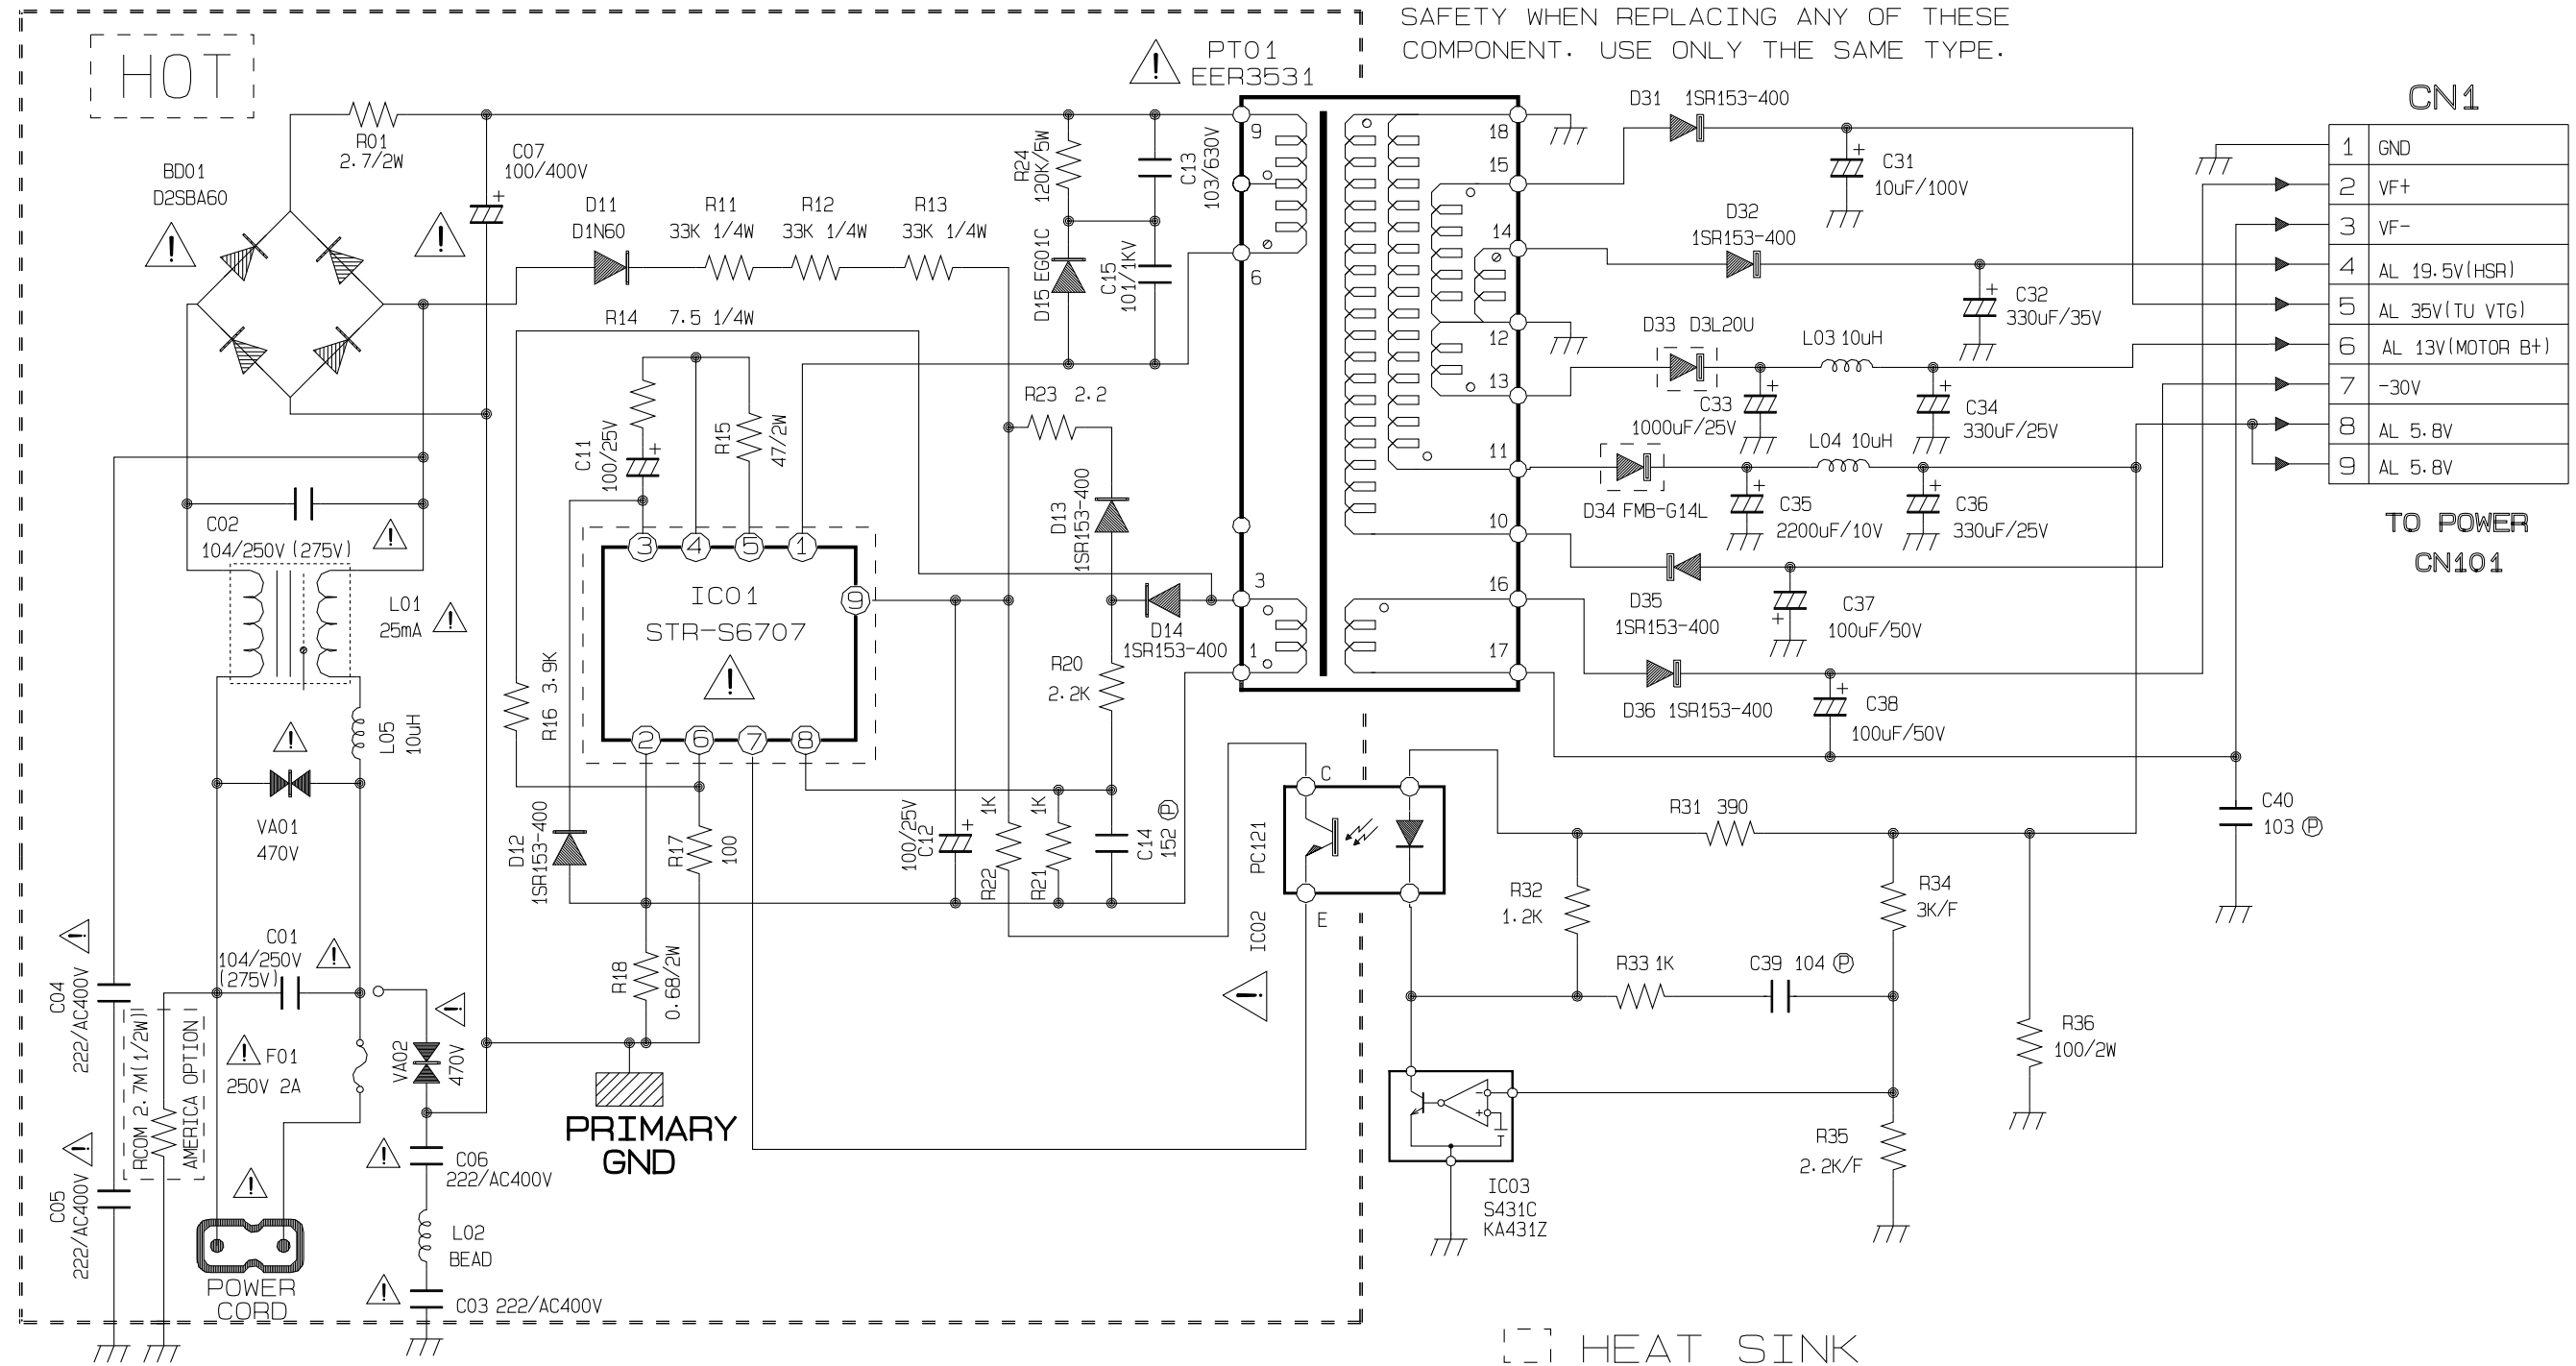 SAFETY WHEN REPLACING ANY OF THESE
COMPONENT. USE ONLY THE SAME TYPE.
HOT
PT01
EER3531
R01
2.7/2W
BD01
D2SBA60
C07
100/400V
D11
D1N60
R11
33K 1/4W
R12
33K 1/4W
R13
33K 1/4W
R14 7.5 1/4W
R24
120K/5W
C13
103/630V
D15 EG01C
C15
101/1KV
C11
100/25V
R15
47/2W
R23 2.2
D13
1SR153-400
D14
1SR153-400
R20
2.2K
C02
104/250V(275V)
L01
25mA
L05
10uH
VA01
470V
R16 3.9K
3
4
5
1
9
IC01
STR-S6707
2
6
7
8
D12
1SR153-400
R17
100
R18
0.68/2W
100/25V
C12
1K
R22
1K
R21
C14
152 P
C01
104/250V
(275V)
C04
222/AC400V
C05
222/AC400V
RCOM 2.7M(1/2W)
AMERICA OPTION
F01
250V 2A
VA02
470V
C06
222/AC400V
L02
BEAD
C03 222/AC400V
POWER
CORD
PRIMARY
GND
9
6
3
1
18
15
14
12
13
11
10
16
17
D31 1SR153-400
C31
10uF/100V
D32
1SR153-400
C32
330uF/35V
D33 D3L20U
L03 10uH
C33
1000uF/25V
C34
330uF/25V
L04 10uH
D34 FMB-G14L
C35
2200uF/10V
C36
330uF/25V
D35
1SR153-400
C37
100uF/50V
D36 1SR153-400
C38
100uF/50V
CN1
1 GND
2 VF+
3 VF-
4 AL 19.5V(HSR)
5 AL 35V(TU VTG)
6 AL 13V(MOTOR B+)
7 -30V
8 AL 5.8V
9 AL 5.8V
TO POWER
CN101
C
E
PC121
IC02
R31 390
R32
1.2K
R33 1K
C39 104 P
R34
3K/F
R35
2.2K/F
R36
100/2W
C40
103 P
- +
IC03
S431C
KA431Z
HEAT SINK